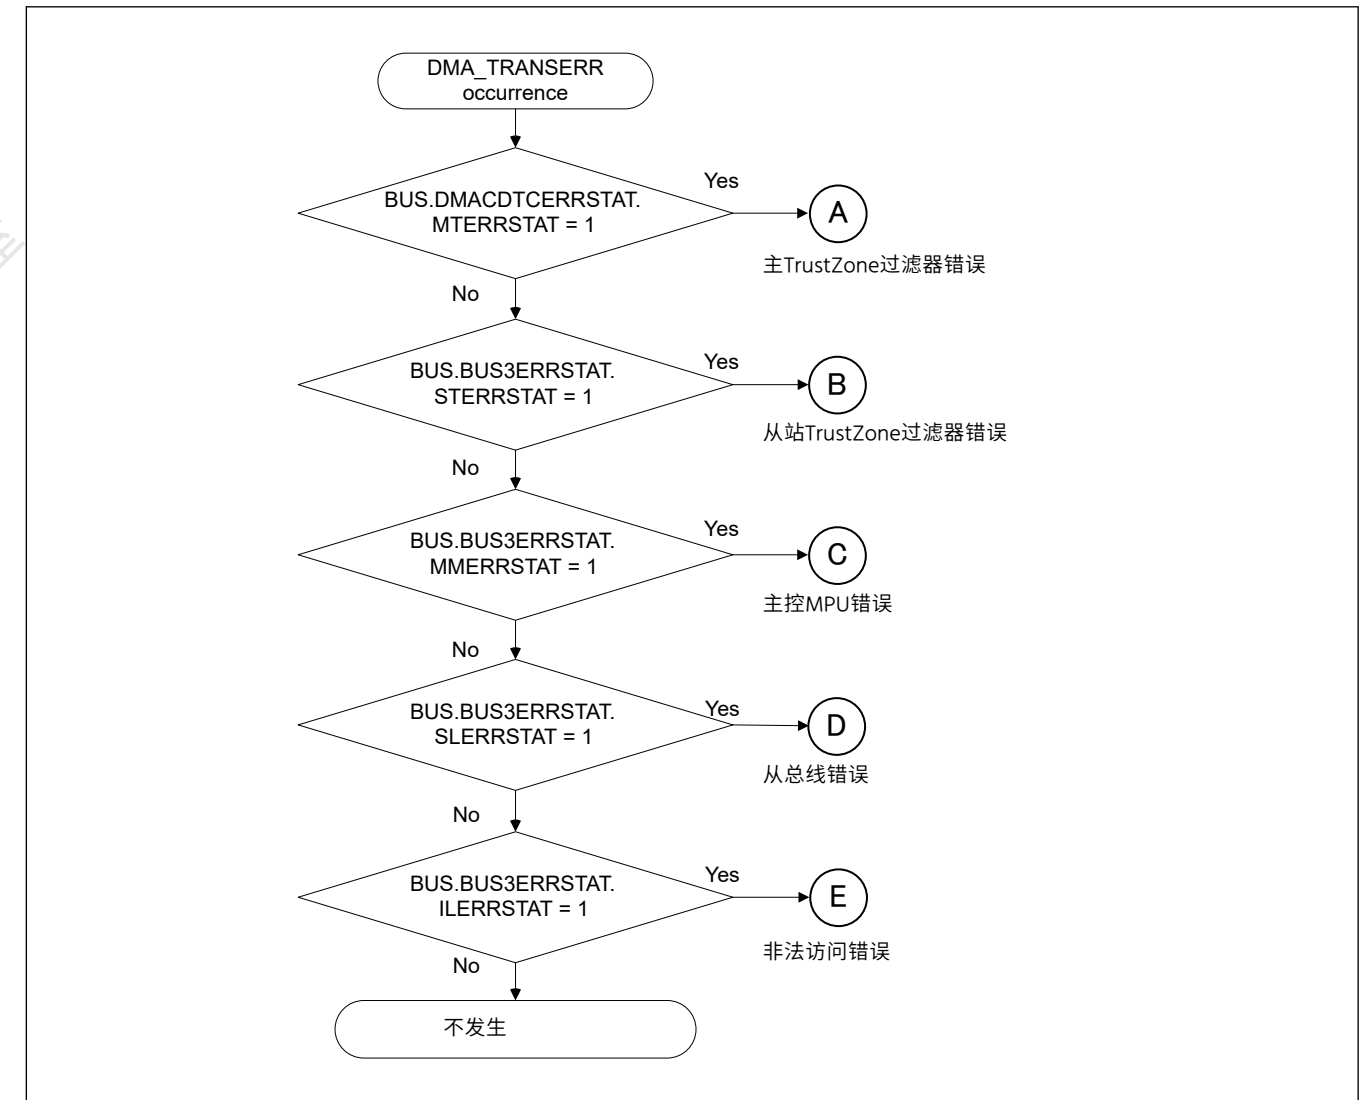 DMA_TRANSERR
occurrence
BUS.DMACDTCERRSTAT.
MTERRSTAT = 1
Yes
A
主TrustZone过滤器错误
No
BUS.BUS3ERRSTAT.
STERRSTAT = 1
Yes
B
从站TrustZone过滤器错误
No
BUS.BUS3ERRSTAT.
MMERRSTAT = 1
Yes
C
主控MPU错误
No
BUS.BUS3ERRSTAT.
SLERRSTAT = 1
Yes
D
从总线错误
No
BUS.BUS3ERRSTAT.
ILERRSTAT = 1
Yes
E
非法访问错误
No
不发生